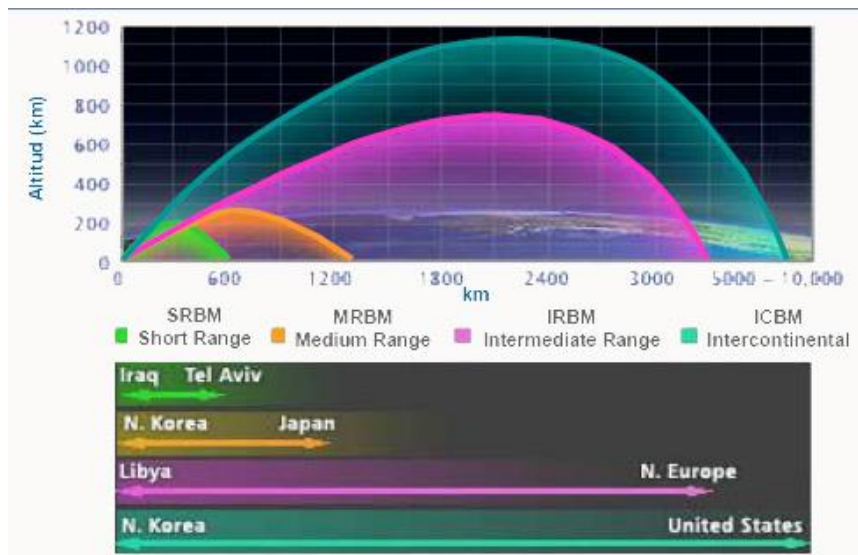 1200
1000
800
600
400
200
0
Altitud (km)
0 600 1200 1800 2400 3000 5000 – 10,000
km
SRBM MRBM IRBM ICBM
Short Range Medium Range Intermediate Range Intercontinental
Iraq Tel Aviv
N. Korea Japan
Libya N. Europe
N. Korea United States